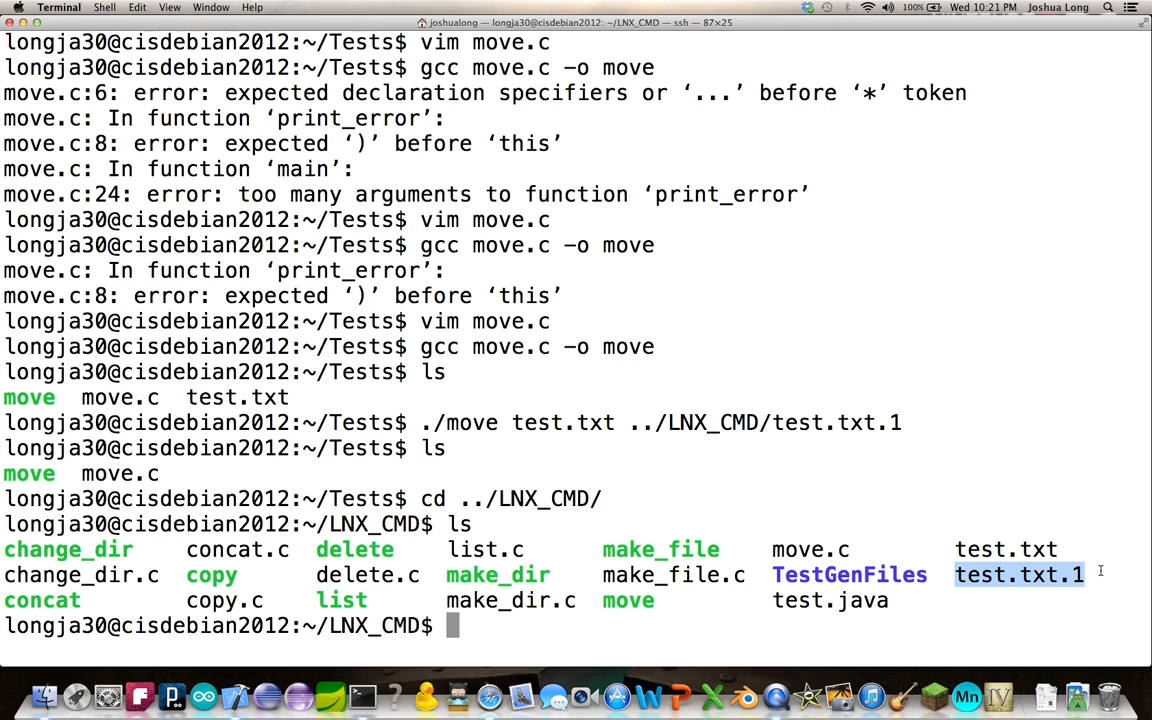 Terminal Shell Edit View Window Help 100% Wed 10:21 PM Joshua Long
joshualong — longja30@cisdebian2012: ~/LNX_CMD — ssh — 87×25
longja30@cisdebian2012:~/Tests$ vim move.c
longja30@cisdebian2012:~/Tests$ gcc move.c -o move
move.c:6: error: expected declaration specifiers or ‘...’ before ‘*’ token
move.c: In function ‘print_error’:
move.c:8: error: expected ‘)’ before ‘this’
move.c: In function ‘main’:
move.c:24: error: too many arguments to function ‘print_error’
longja30@cisdebian2012:~/Tests$ vim move.c
longja30@cisdebian2012:~/Tests$ gcc move.c -o move
move.c: In function ‘print_error’:
move.c:8: error: expected ‘)’ before ‘this’
longja30@cisdebian2012:~/Tests$ vim move.c
longja30@cisdebian2012:~/Tests$ gcc move.c -o move
longja30@cisdebian2012:~/Tests$ ls
move move.c test.txt
longja30@cisdebian2012:~/Tests$ ./move test.txt ../LNX_CMD/test.txt.1
longja30@cisdebian2012:~/Tests$ ls
move move.c
longja30@cisdebian2012:~/Tests$ cd ../LNX_CMD/
longja30@cisdebian2012:~/LNX_CMD$ ls
change_dir concat.c delete list.c make_file move.c test.txt
change_dir.c copy delete.c make_dir make_file.c TestGenFiles test.txt.1
concat copy.c list make_dir.c move test.java
longja30@cisdebian2012:~/LNX_CMD$
Mn
IV